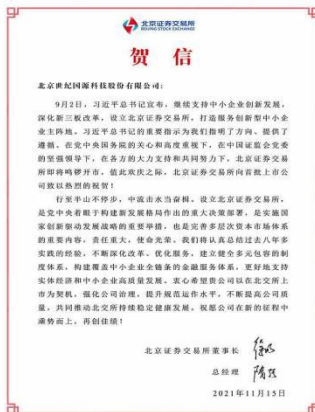 北京证券交易所
BEIJING STOCK EXCHANGE
贺 信
北京世纪国源科技股份有限公司：
9月2日，习近平总书记宣布，继续支持中小企业创新发展，
深化新三板改革，设立北京证券交易所，打造服务创新型中小企
业主阵地。习近平总书记的重要指示为我们指明了方向、提供了
遵循。在党中央国务院的关心和高度重视下，在中国证监会党委
的坚强领导下，在各方的大力支持和共同努力下，北京证券交易
所即将鸣锣开市，值此欢庆之际，北京证券交易所向首批上市公
司致以热烈的祝贺！
行至半山不停步，中流击水当奋楫。设立北京证券交易所，
是党中央着眼于构建新发展格局作出的重大决策部署，是实施国
家创新驱动发展战略的重要举措，也是完善多层次资本市场体系
的重要内容，责任重大，使命光荣。我们将认真总结过去八年多
实践的经验，不断深化改革、优化服务，建立健全多元包容的制
度体系，构建覆盖中小企业全链条的金融服务体系，更好地支持
实体经济和中小企业高质量发展。衷心希望贵公司以在北交所上
市为契机，强化公司治理，提升规范运作水平，不断提高公司质
量，共同推动北交所持续稳定健康发展。祝愿公司在新的征程中
乘势而上，再创佳绩！
北京证券交易所董事长
总经理
2021年11月15日